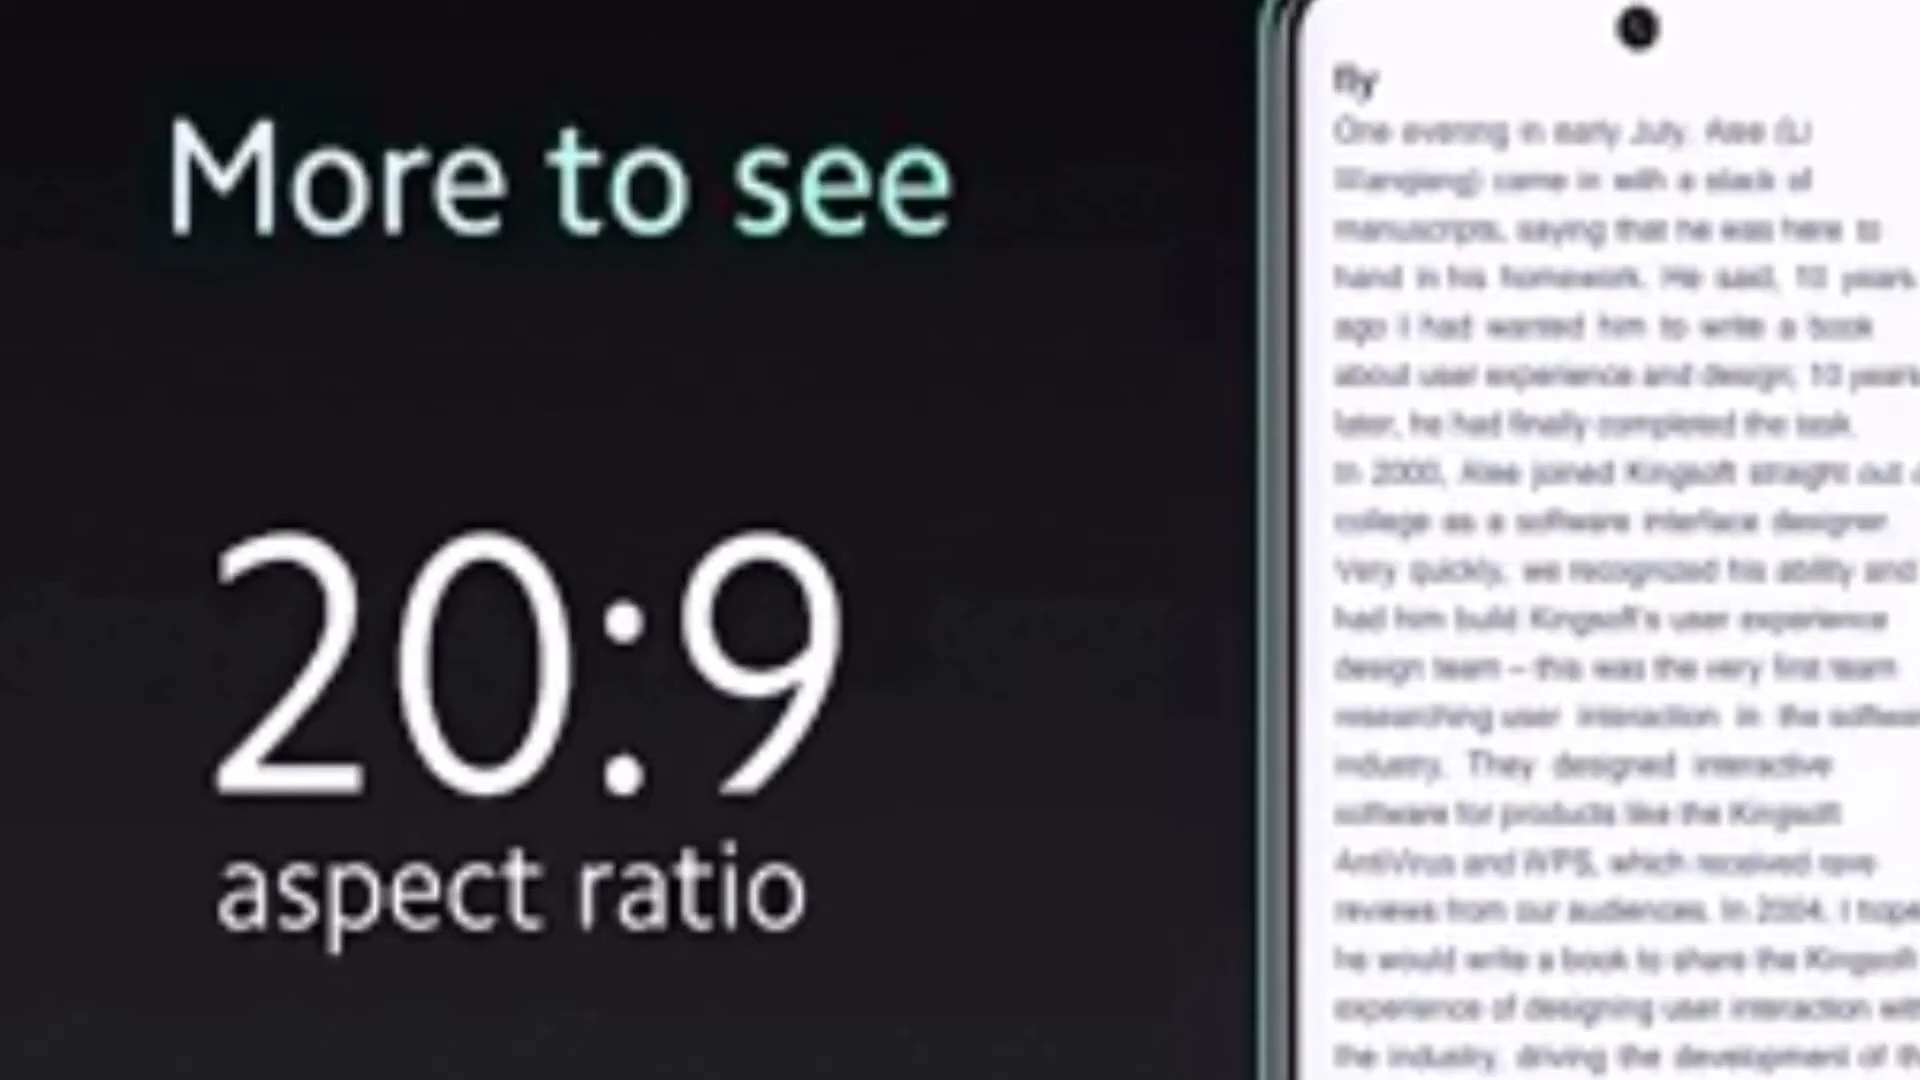 More to see
20:9
aspect ratio
fly
One evening in early July, Alee (Li
Wanqiang) came in with a stack of
manuscripts, saying that he was here to
hand in his homework. He said, 10 years
ago I had wanted him to write a book
about user experience and design; 10 years
later, he had finally completed the task.
In 2000, Alee joined Kingsoft straight out
college as a software interface designer.
Very quickly, we recognized his ability and
had him build Kingsoft's user experience
design team – this was the very first team
researching user interaction in the
industry. They designed interactive
software for products like the Kingsoft
AntiVirus and WPS, which received rave
reviews from our audiences. In 2004, I
he would write a book to share the Kingsoft
experience of designing user interaction
the industry, driving the development of